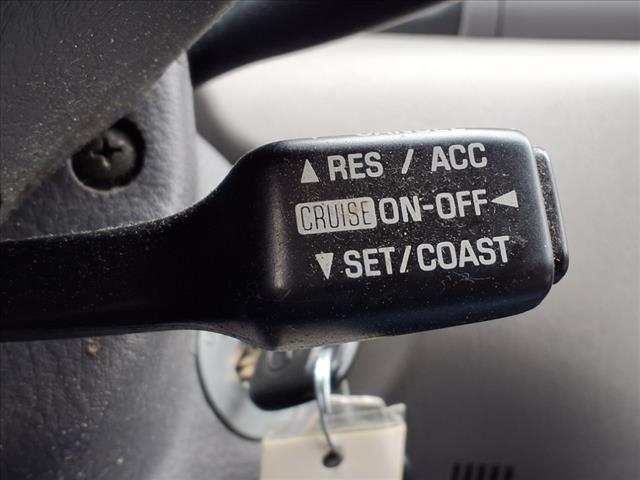 ▲ RES / ACC
CRUISE ON-OFF ◀
▼ SET/COAST